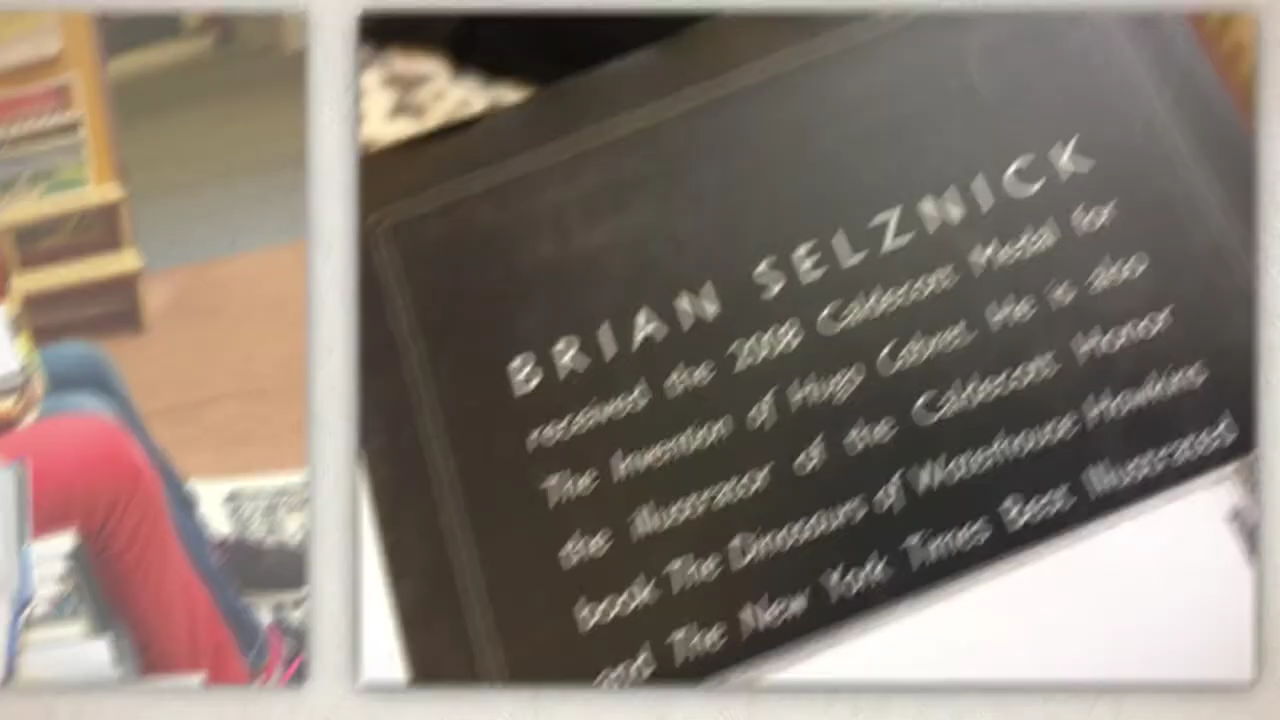 BRIAN SELZNICK
received the 2008 Caldecott Medal for
The Invention of Hugo Cabret. He is also
the illustrator of the Caldecott Honor
book The Dinosaurs of Waterhouse Hawkins
and The New York Times Best Illustrated